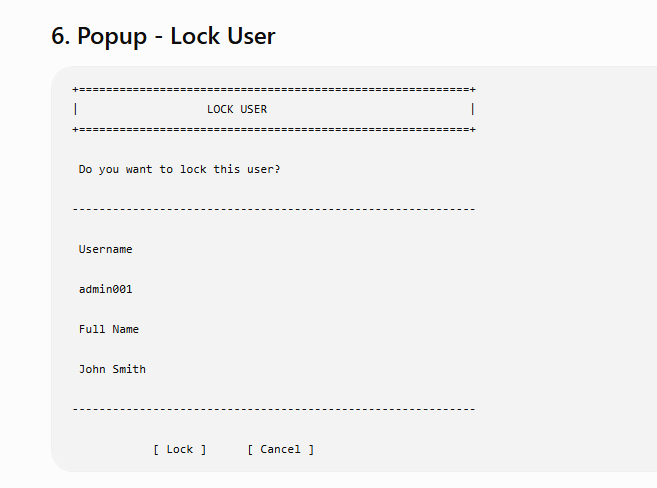 6. Popup - Lock User
+==========================================================+
|                   LOCK USER                              |
+==========================================================+
Do you want to lock this user?
------------------------------------------------------------
Username
admin001
Full Name
John Smith
------------------------------------------------------------
[ Lock ]      [ Cancel ]